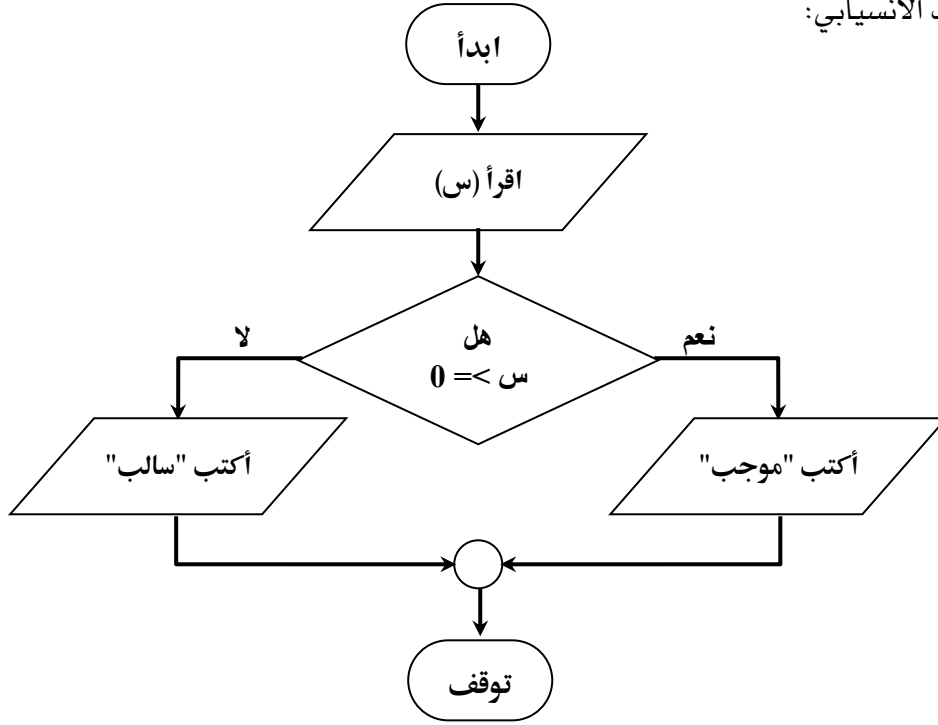 الانسيابي:
ابدأ
اقرأ (س)
هل
س >= 0
نعم
لا
أكتب "موجب"
أكتب "سالب"
توقف